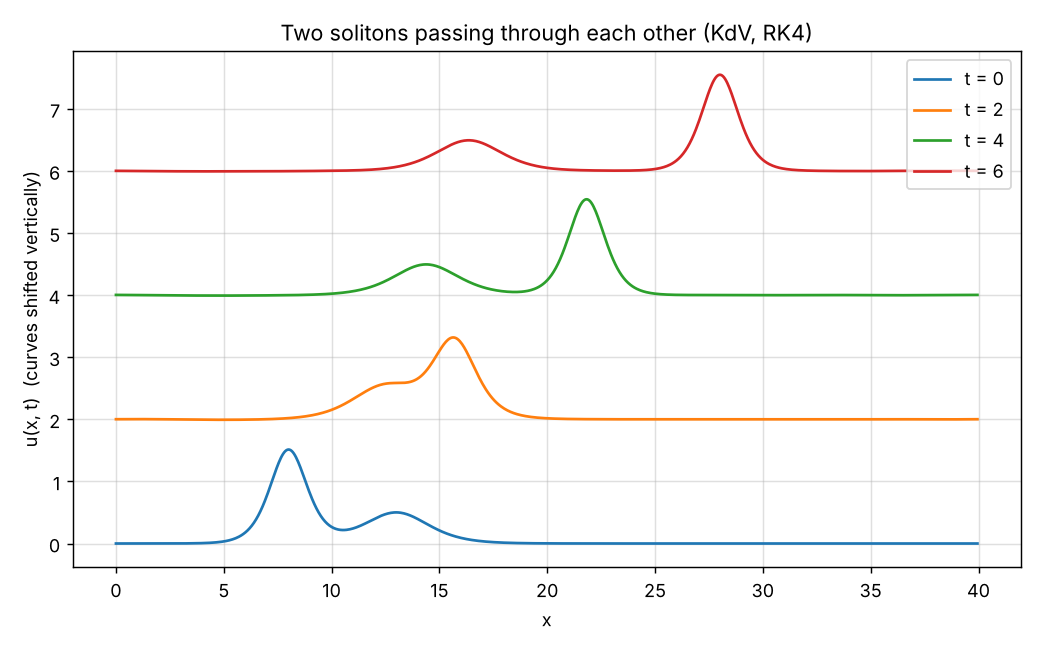 Two solitons passing through each other (KdV, RK4)
t = 0
t = 2
t = 4
t = 6
u(x, t)  (curves shifted vertically)
7
6
5
4
3
2
1
0
0 5 10 15 20 25 30 35 40
x